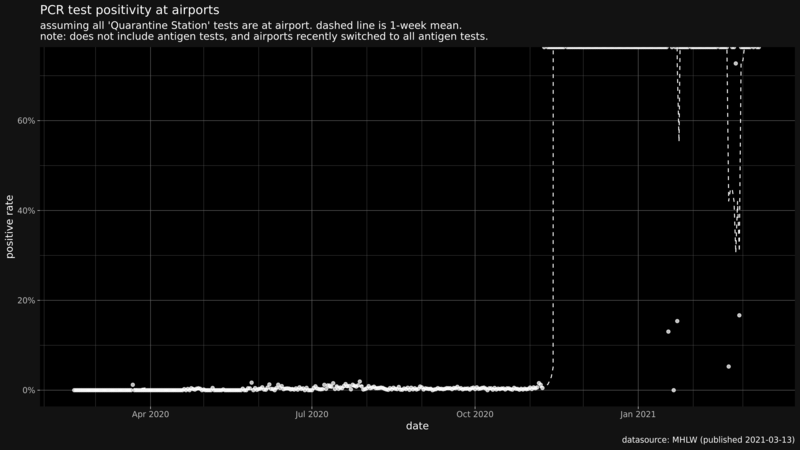 PCR test positivity at airports
assuming all 'Quarantine Station' tests are at airport. dashed line is 1-week mean.
note: does not include antigen tests, and airports recently switched to all antigen tests.
60%
40%
20%
0%
positive rate
Apr 2020
Jul 2020
Oct 2020
Jan 2021
date
datasource: MHLW (published 2021-03-13)